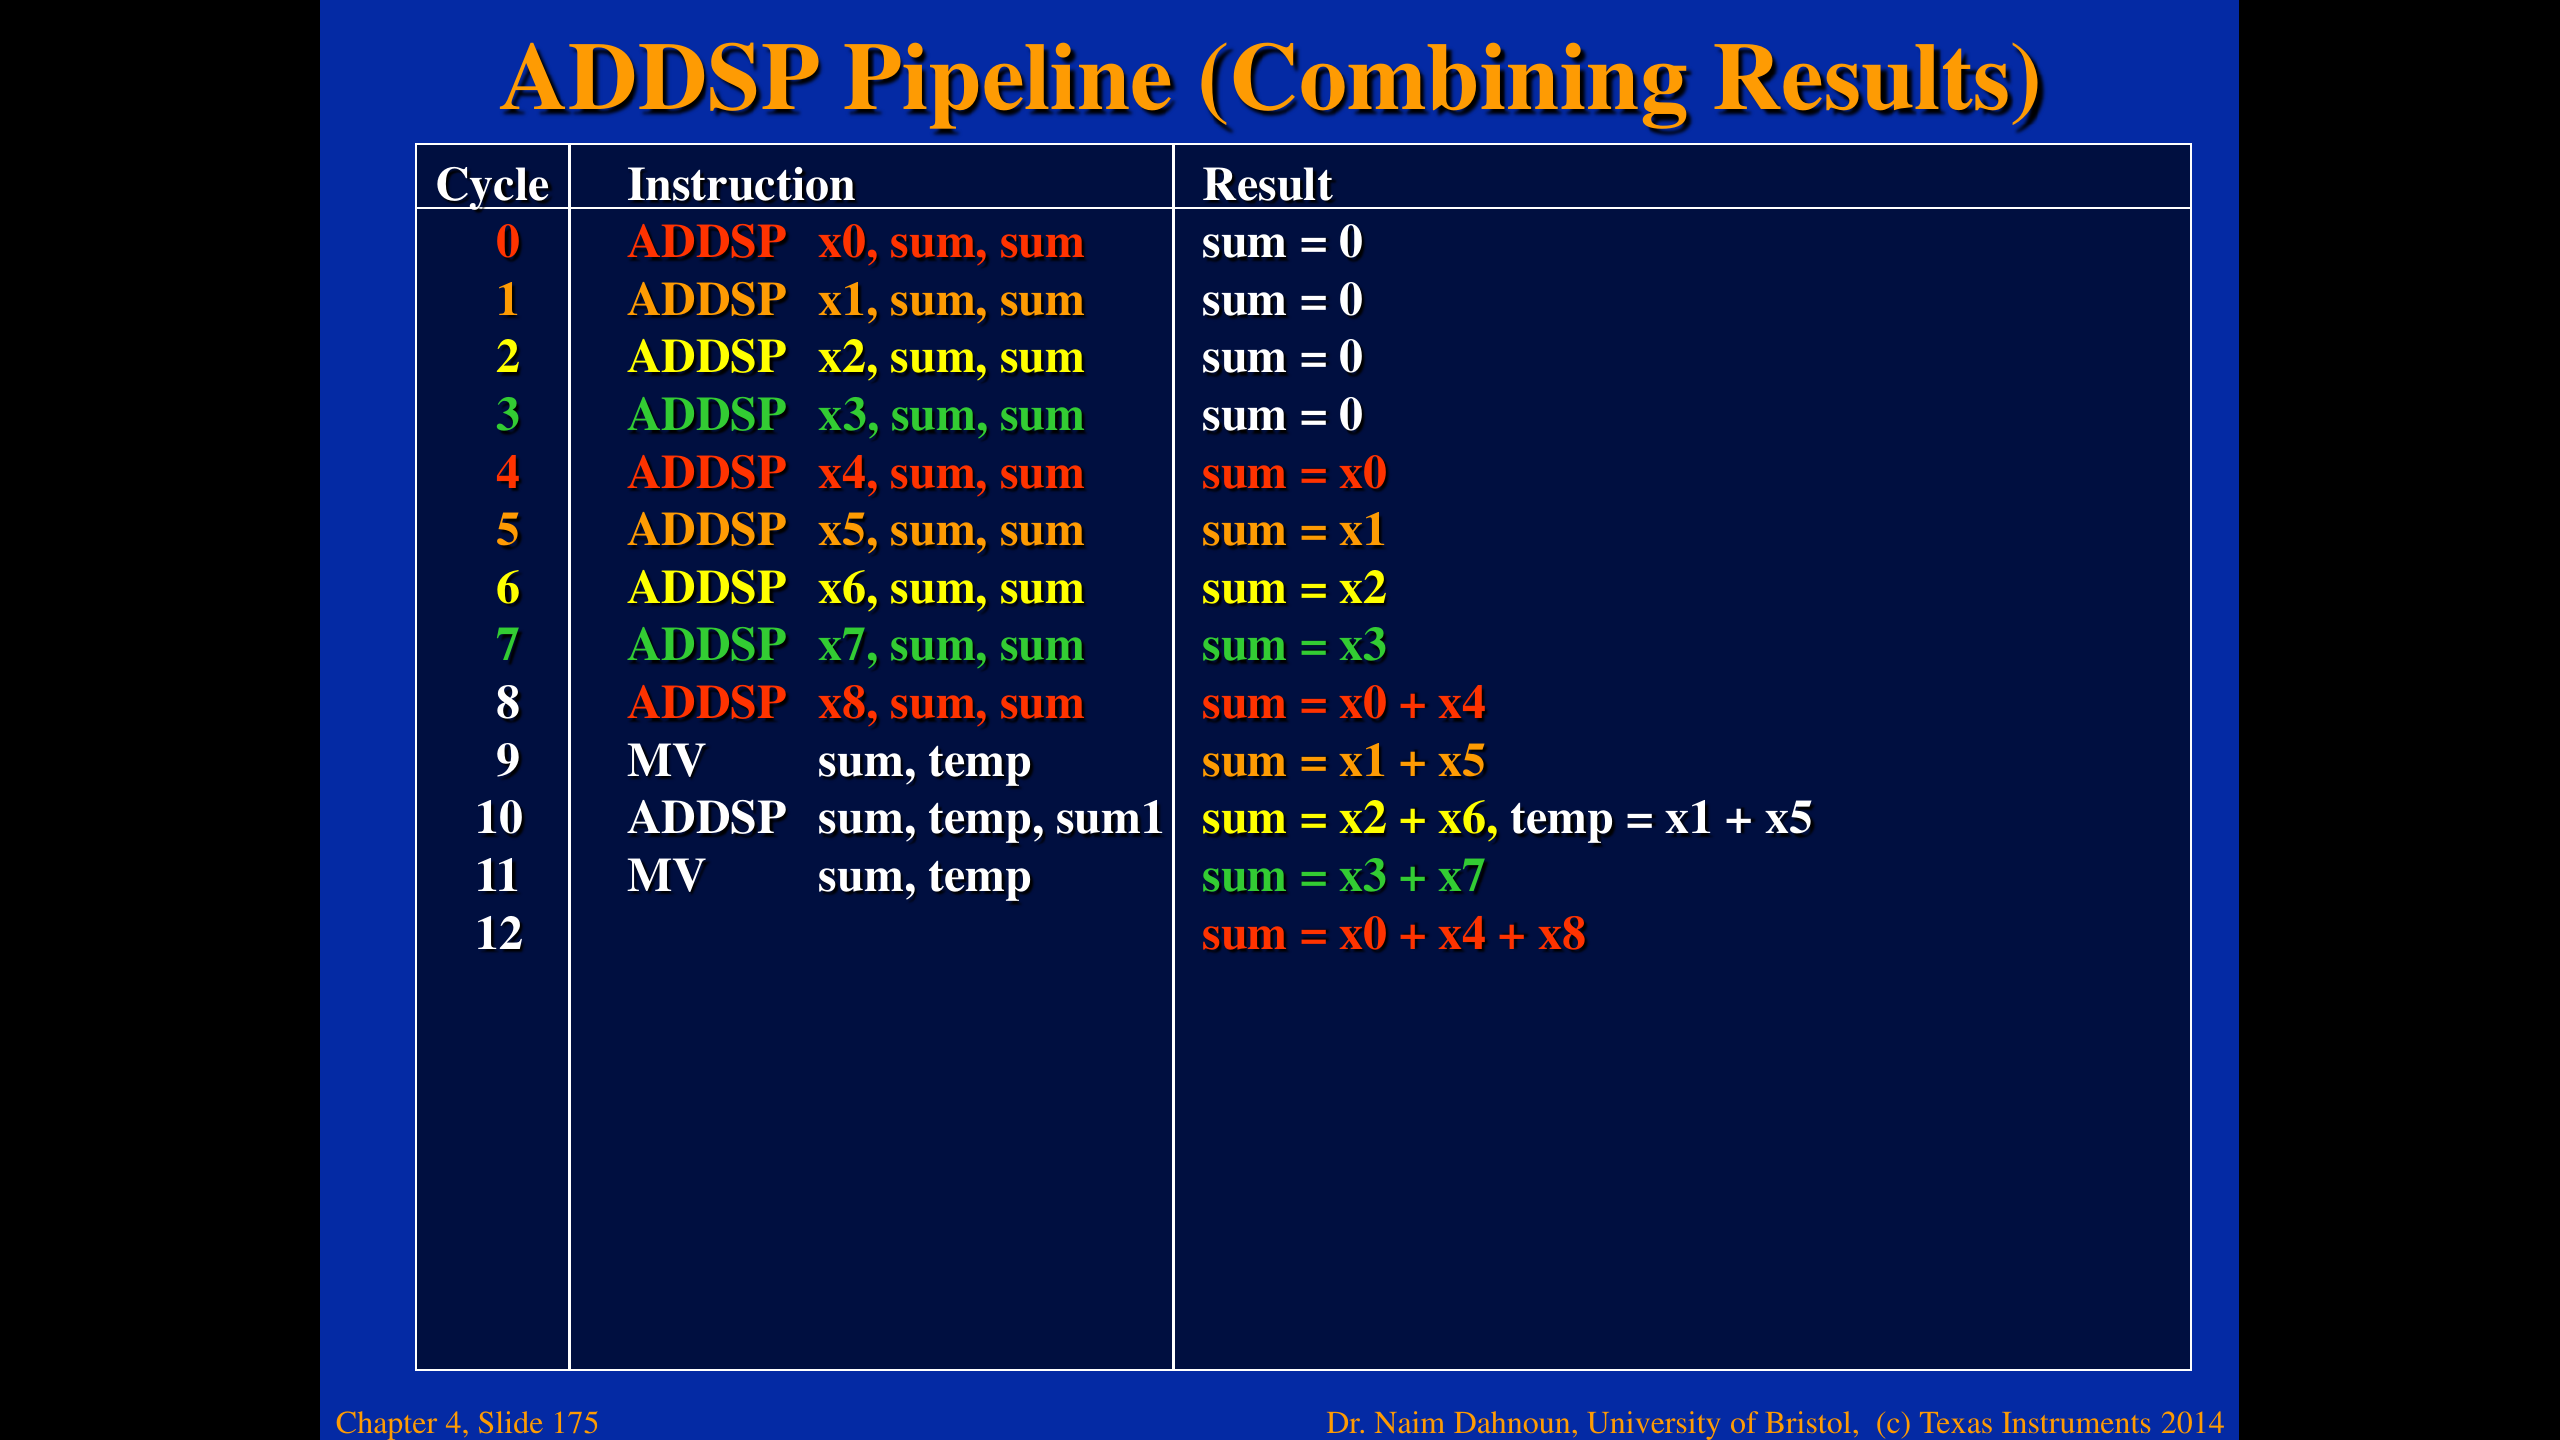 ADDSP Pipeline (Combining Results)
Cycle Instruction Result
0 ADDSP x0, sum, sum sum = 0
1 ADDSP x1, sum, sum sum = 0
2 ADDSP x2, sum, sum sum = 0
3 ADDSP x3, sum, sum sum = 0
4 ADDSP x4, sum, sum sum = x0
5 ADDSP x5, sum, sum sum = x1
6 ADDSP x6, sum, sum sum = x2
7 ADDSP x7, sum, sum sum = x3
8 ADDSP x8, sum, sum sum = x0 + x4
9 MV sum, temp sum = x1 + x5
10 ADDSP sum, temp, sum1 sum = x2 + x6, temp = x1 + x5
11 MV sum, temp sum = x3 + x7
12 sum = x0 + x4 + x8
Chapter 4, Slide 175 Dr. Naim Dahnoun, University of Bristol, (c) Texas Instruments 2014